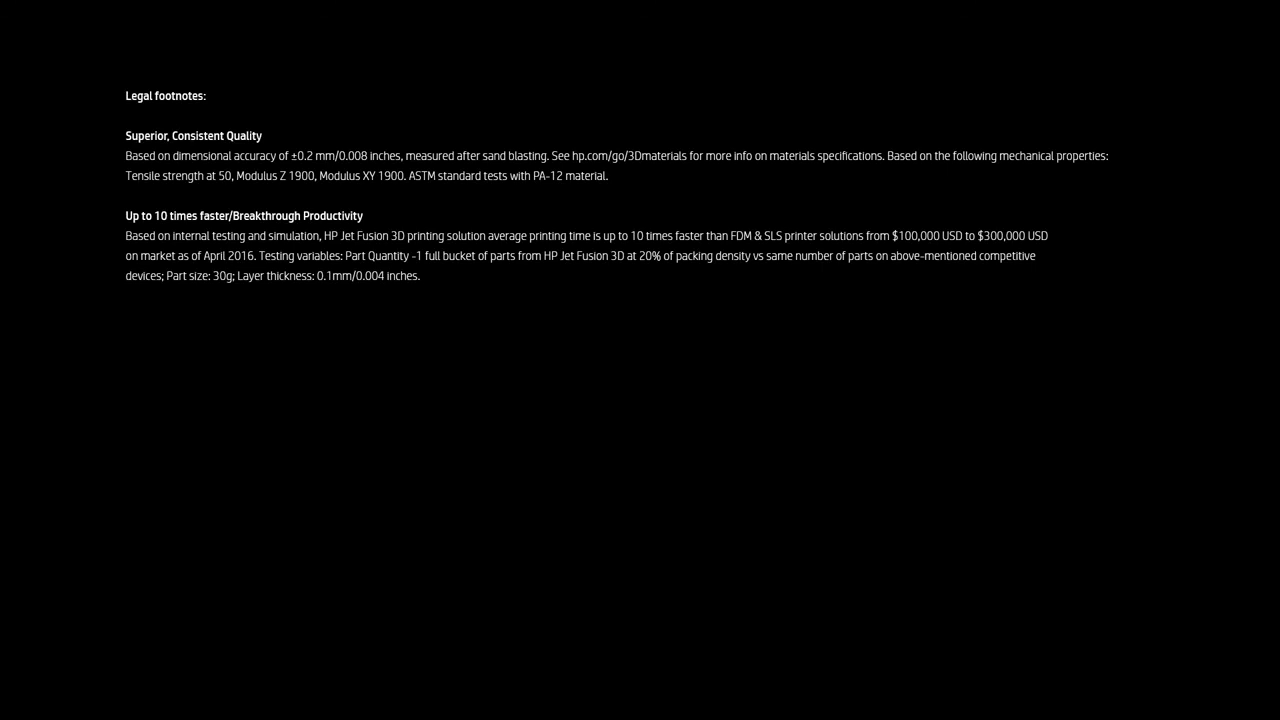 Legal footnotes:
Superior, Consistent Quality
Based on dimensional accuracy of ±0.2 mm/0.008 inches, measured after sand blasting. See hp.com/go/3Dmaterials for more info on materials specifications. Based on the following mechanical properties:
Tensile strength at 50, Modulus Z 1900, Modulus XY 1900. ASTM standard tests with PA-12 material.
Up to 10 times faster/Breakthrough Productivity
Based on internal testing and simulation, HP Jet Fusion 3D printing solution average printing time is up to 10 times faster than FDM & SLS printer solutions from $100,000 USD to $300,000 USD
on market as of April 2016. Testing variables: Part Quantity -1 full bucket of parts from HP Jet Fusion 3D at 20% of packing density vs same number of parts on above-mentioned competitive
devices; Part size: 30g; Layer thickness: 0.1mm/0.004 inches.